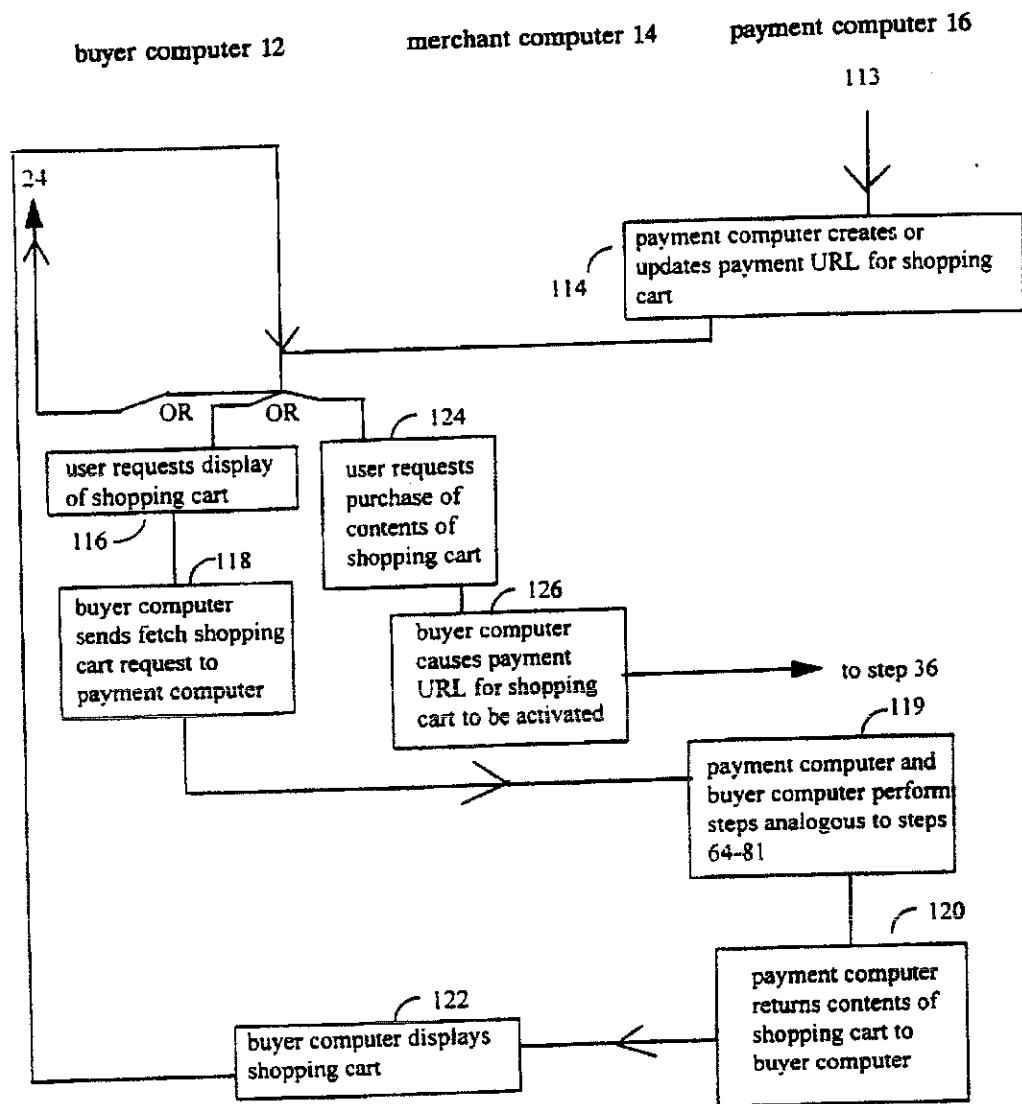 buyer computer 12
merchant computer 14
payment computer 16
113
24
payment computer creates or
updates payment URL for shopping
cart
114
OR
OR
124
user requests display
of shopping cart
116
user requests
purchase of
contents of
shopping cart
118
buyer computer
sends fetch shopping
cart request to
payment computer
126
buyer computer
causes payment
URL for shopping
cart to be activated
to step 36
119
payment computer and
buyer computer perform
steps analogous to steps
64-81
120
payment computer
returns contents of
shopping cart to
buyer computer
122
buyer computer displays
shopping cart